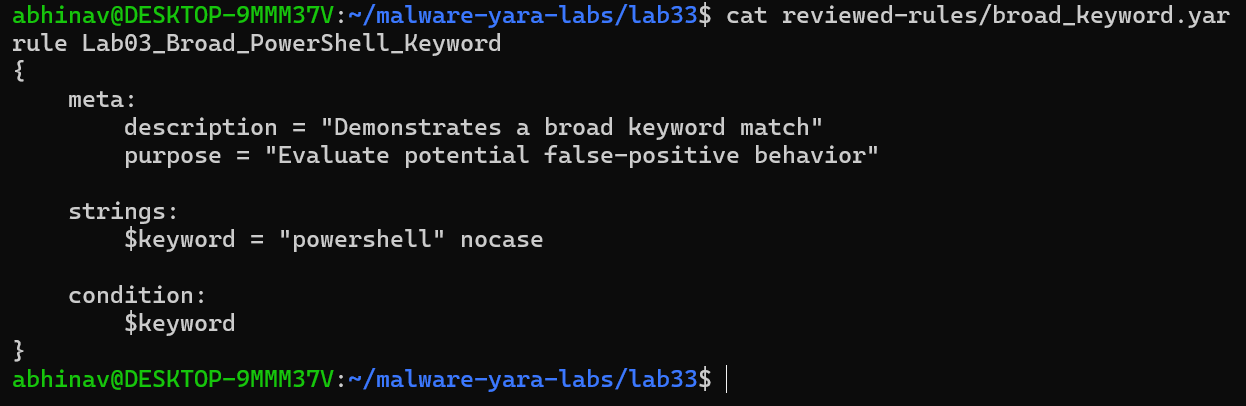 abhinav@DESKTOP-9MMM37V:~/malware-yara-labs/lab33$ cat reviewed-rules/broad_keyword.yar
rule Lab03_Broad_PowerShell_Keyword
{
    meta:
        description = "Demonstrates a broad keyword match"
        purpose = "Evaluate potential false-positive behavior"

    strings:
        $keyword = "powershell" nocase

    condition:
        $keyword
}
abhinav@DESKTOP-9MMM37V:~/malware-yara-labs/lab33$